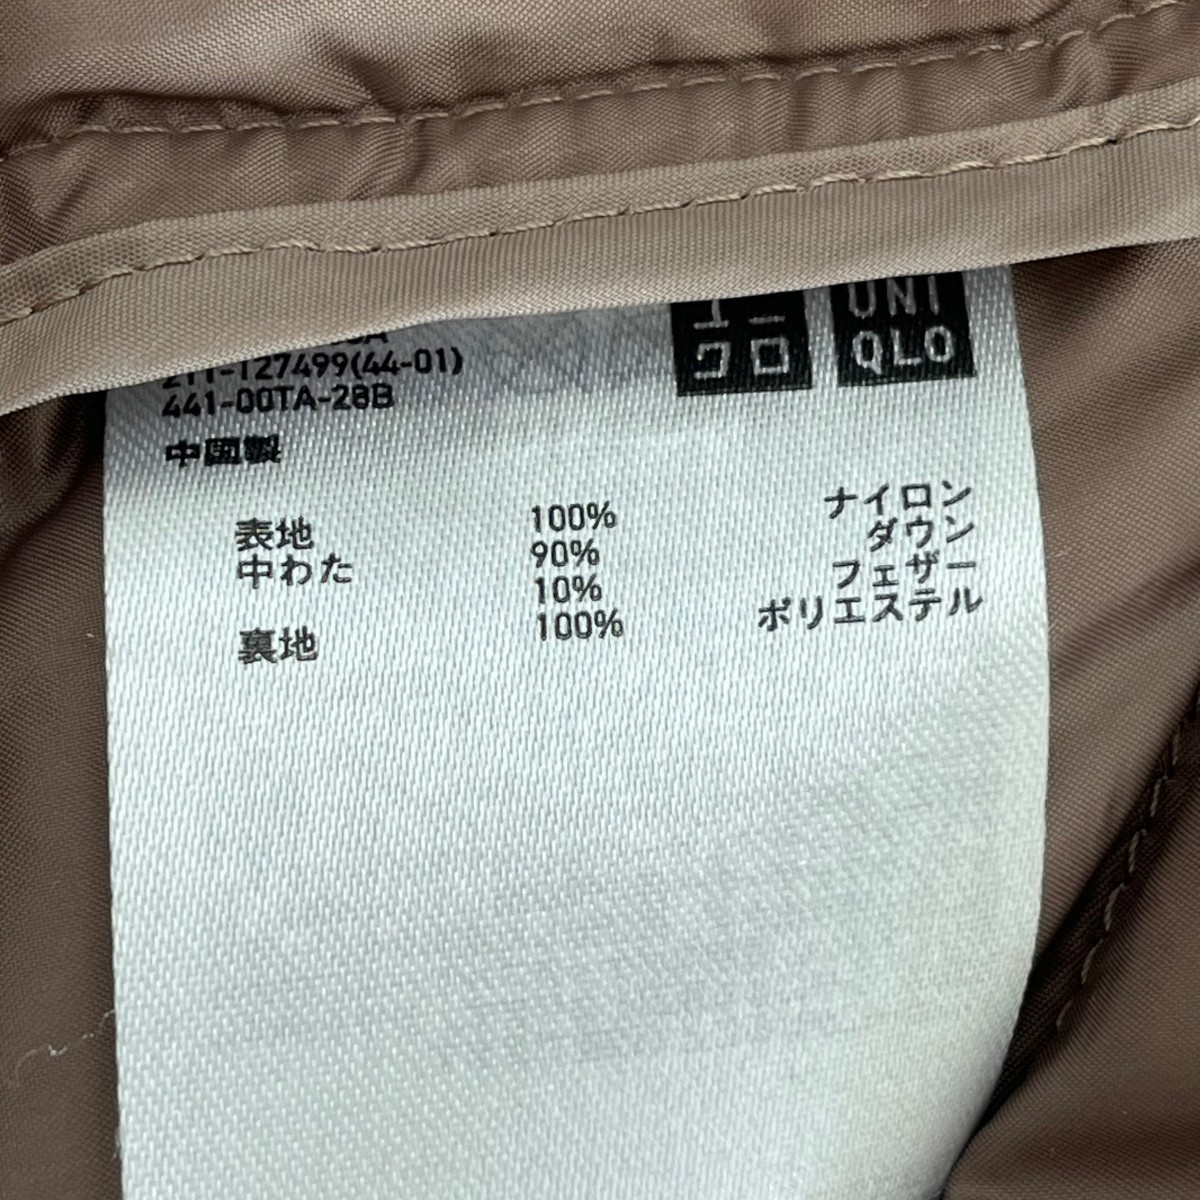 ユニ
クロ
UNI
QLO
211-127499(44-01)
441-00TA-28B
中国製
表地 100% ナイロン
中わた 90% ダウン
10% フェザー
裏地 100% ポリエステル